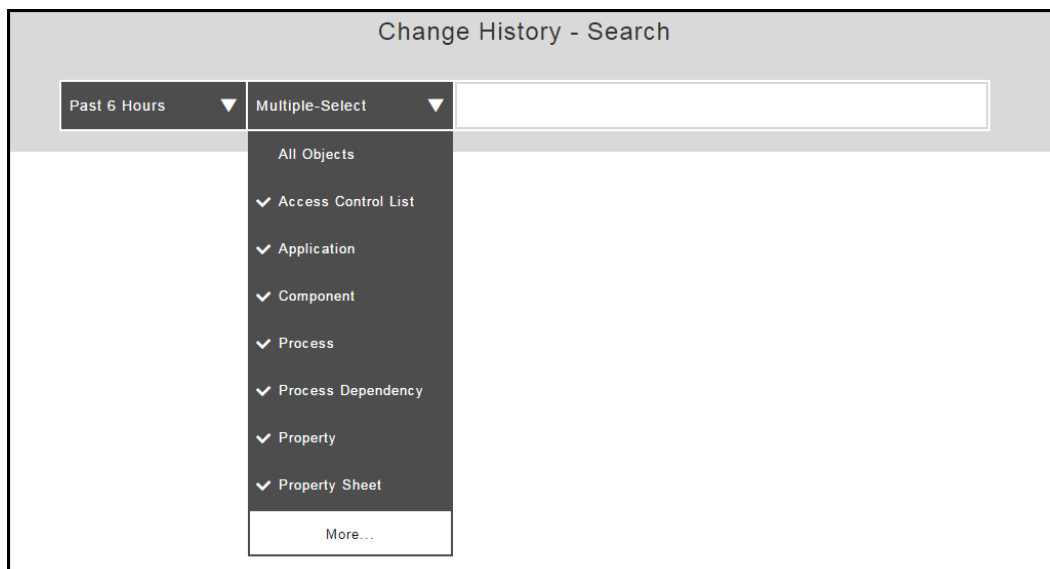 Change History - Search
Past 6 Hours Multiple-Select
All Objects
Access Control List
Application
Component
Process
Process Dependency
Property
Property Sheet
More...